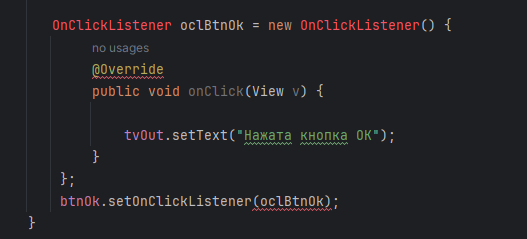 OnClickListener oclBtnOk = new OnClickListener() {
no usages
@Override
public void onClick(View v) {
tvOut.setText("Нажата кнопка ОК");
}
};
btnOk.setOnClickListener(oclBtnOk);
}